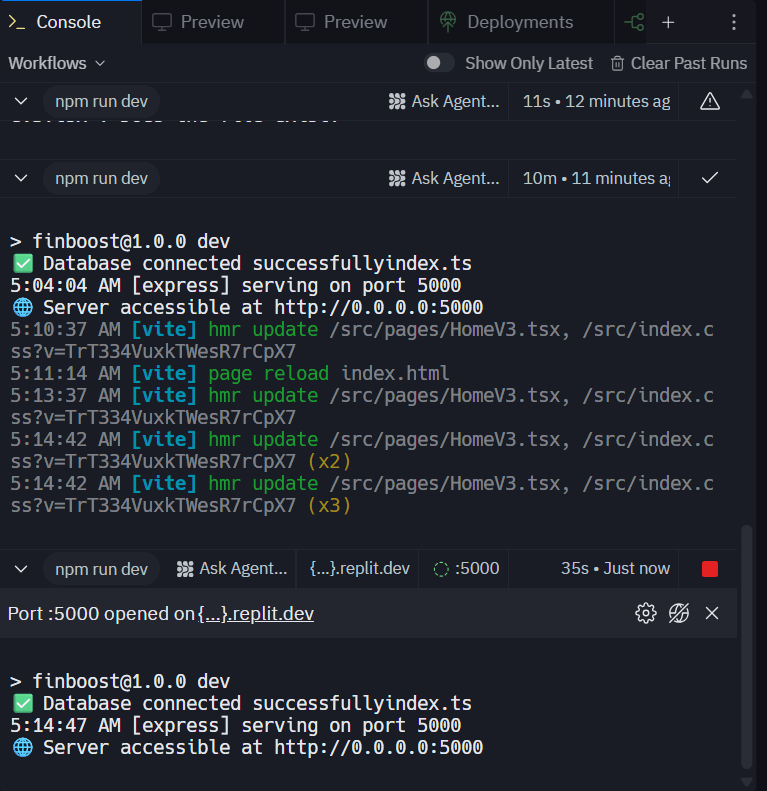 Console
Preview
Preview
Deployments
Workflows
Show Only Latest
Clear Past Runs
npm run dev
Ask Agent...
11s • 12 minutes ag
npm run dev
Ask Agent...
10m • 11 minutes a
> finboost@1.0.0 dev
✅ Database connected successfullyindex.ts
5:04:04 AM [express] serving on port 5000
🌐 Server accessible at http://0.0.0.0:5000
5:10:37 AM [vite] hmr update /src/pages/HomeV3.tsx, /src/index.c
ss?v=TrT334VuxkTWesR7rCpX7
5:11:14 AM [vite] page reload index.html
5:13:37 AM [vite] hmr update /src/pages/HomeV3.tsx, /src/index.c
ss?v=TrT334VuxkTWesR7rCpX7
5:14:42 AM [vite] hmr update /src/pages/HomeV3.tsx, /src/index.c
ss?v=TrT334VuxkTWesR7rCpX7 (x2)
5:14:42 AM [vite] hmr update /src/pages/HomeV3.tsx, /src/index.c
ss?v=TrT334VuxkTWesR7rCpX7 (x3)
npm run dev
Ask Agent...
{...}.replit.dev
:5000
35s • Just now
Port :5000 opened on {...}.replit.dev
> finboost@1.0.0 dev
✅ Database connected successfullyindex.ts
5:14:47 AM [express] serving on port 5000
🌐 Server accessible at http://0.0.0.0:5000